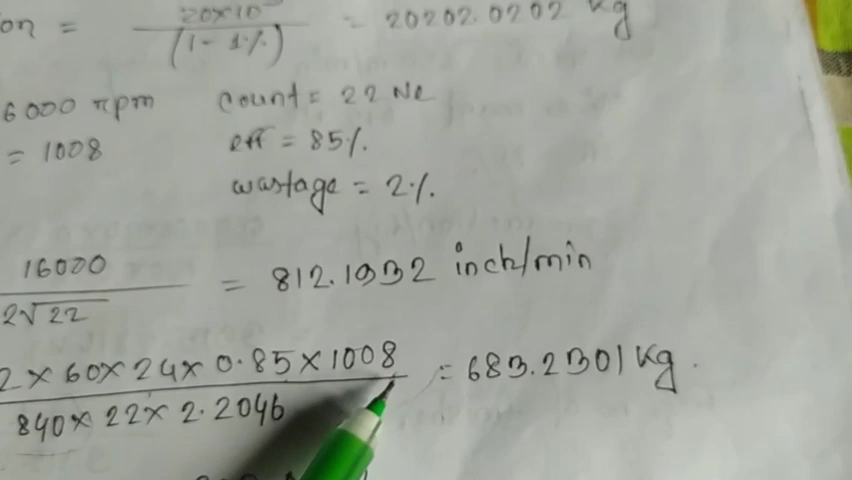 on = 20×10 / (1 - 1%) = 20202.0202 kg
6000 rpm count = 22 Ne
= 1008 eff = 85%.
wastage = 2%.
16000 / 2√22 = 812.1932 inch/min
2 × 60 × 24 × 0.85 × 1008 / 840 × 22 × 2.2046 = 683.2301 kg.